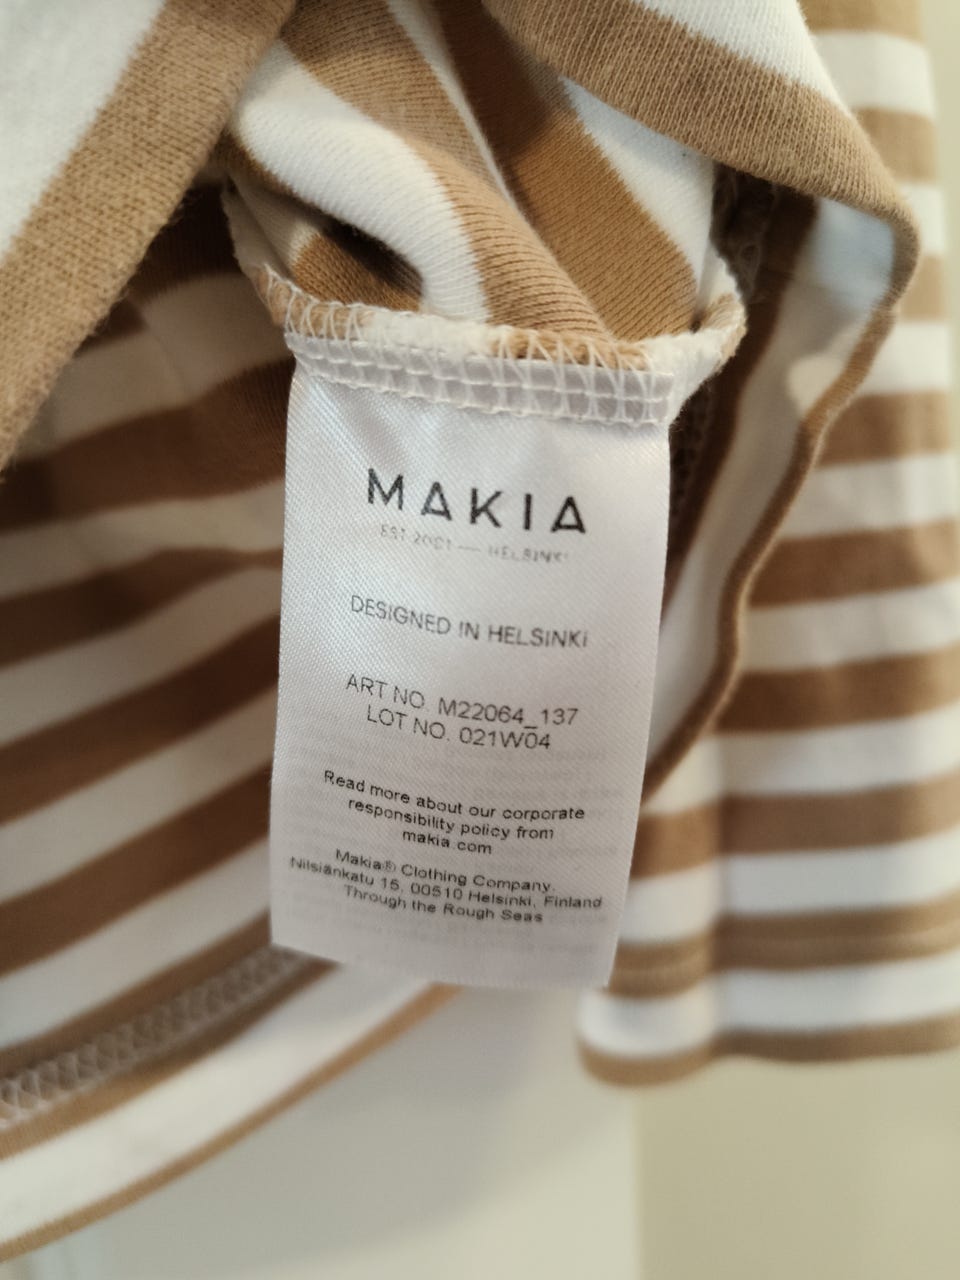 MAKIA
EST 2001 — HELSINKI
DESIGNED IN HELSINKI
ART NO. M22064_137
LOT NO. 021W04
Read more about our corporate
responsibility policy from
makia.com
Makia® Clothing Company.
Nilsiänkatu 15, 00510 Helsinki, Finland
Through the Rough Seas